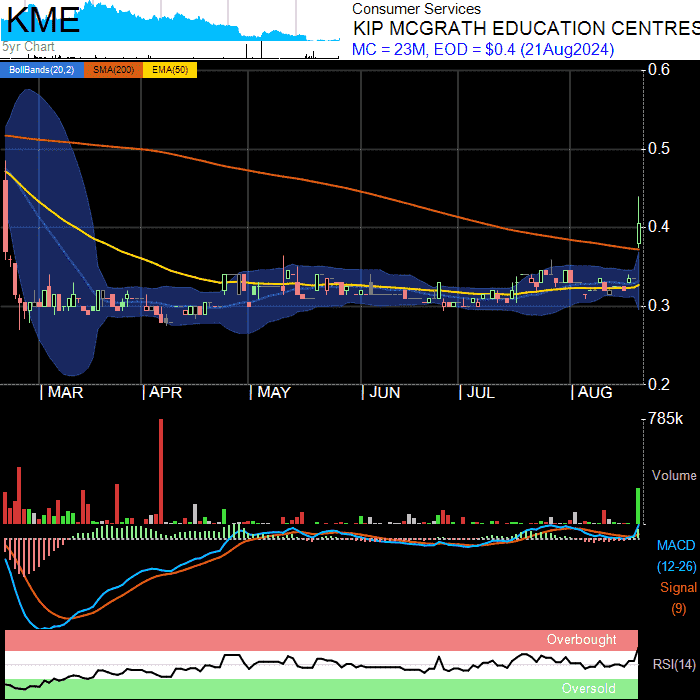 KME
Consumer Services
KIP MCGRATH EDUCATION CENTRES
5yr Chart
MC = 23M, EOD = $0.4 (21Aug2024)
BollBands(20,2) SMA(200) EMA(50)
0.6
0.5
0.4
0.3
0.2
MAR APR MAY JUN JUL AUG
785k
Volume
MACD
(12-26)
Signal
(9)
Overbought
RSI(14)
Oversold